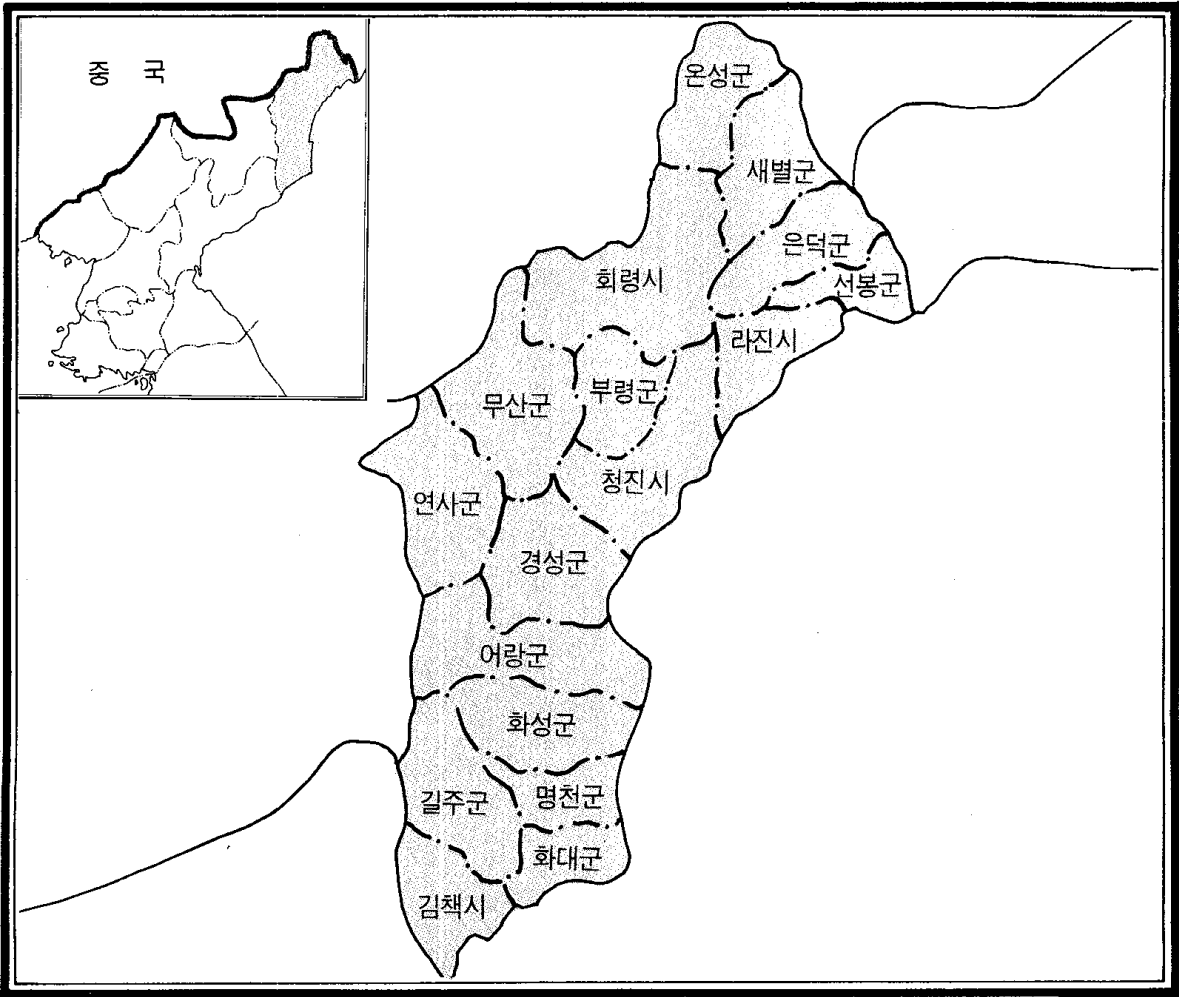 중 국
온성군
새별군
은덕군
선봉군
회령시
라진시
부령군
무산군
청진시
연사군
경성군
어랑군
화성군
길주군
명천군
화대군
김책시